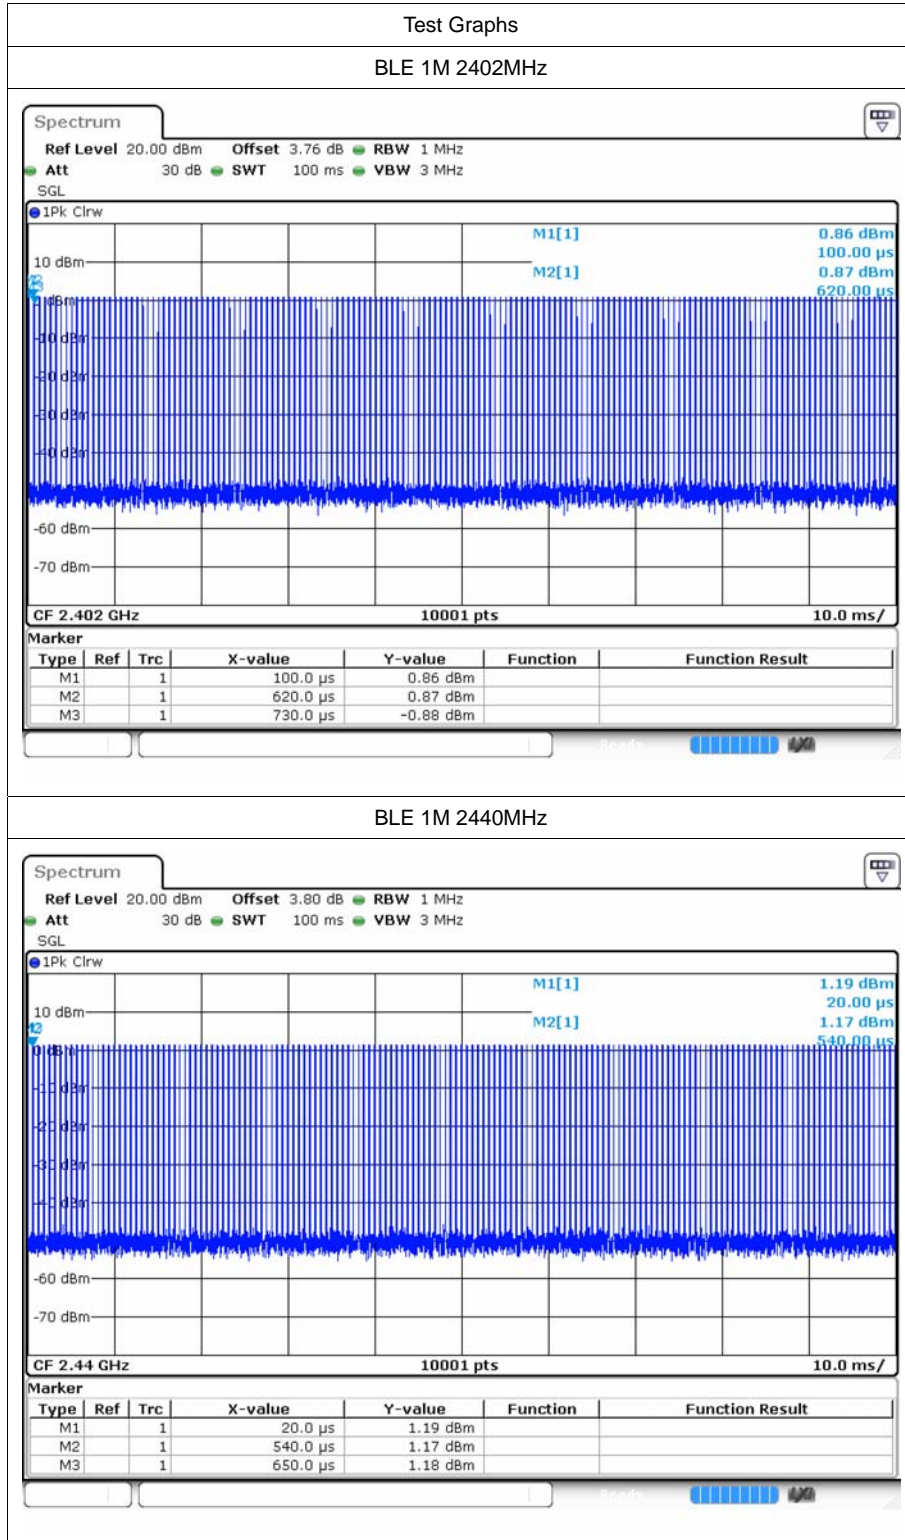 Test Graphs
BLE 1M 2402MHz
Spectrum
Ref Level 20.00 dBm Offset 3.76 dB RBW 1 MHz
Att 30 dB SWT 100 ms VBW 3 MHz
SGL
1Pk Clrw
M1[1] 0.86 dBm
100.00 µs
10 dBm
M2[1] 0.87 dBm
620.00 µs
-20 dBm
-60 dBm
-70 dBm
CF 2.402 GHz 10001 pts 10.0 ms/
Marker
Type Ref Trc X-value Y-value Function Function Result
M1 1 100.0 µs 0.86 dBm
M2 1 620.0 µs 0.87 dBm
M3 1 730.0 µs -0.88 dBm
Ready
BLE 1M 2440MHz
Spectrum
Ref Level 20.00 dBm Offset 3.80 dB RBW 1 MHz
Att 30 dB SWT 100 ms VBW 3 MHz
SGL
1Pk Clrw
M1[1] 1.19 dBm
20.00 µs
10 dBm
M2[1] 1.17 dBm
540.00 µs
0 dBm
-60 dBm
-70 dBm
CF 2.44 GHz 10001 pts 10.0 ms/
Marker
Type Ref Trc X-value Y-value Function Function Result
M1 1 20.0 µs 1.19 dBm
M2 1 540.0 µs 1.17 dBm
M3 1 650.0 µs 1.18 dBm
Ready